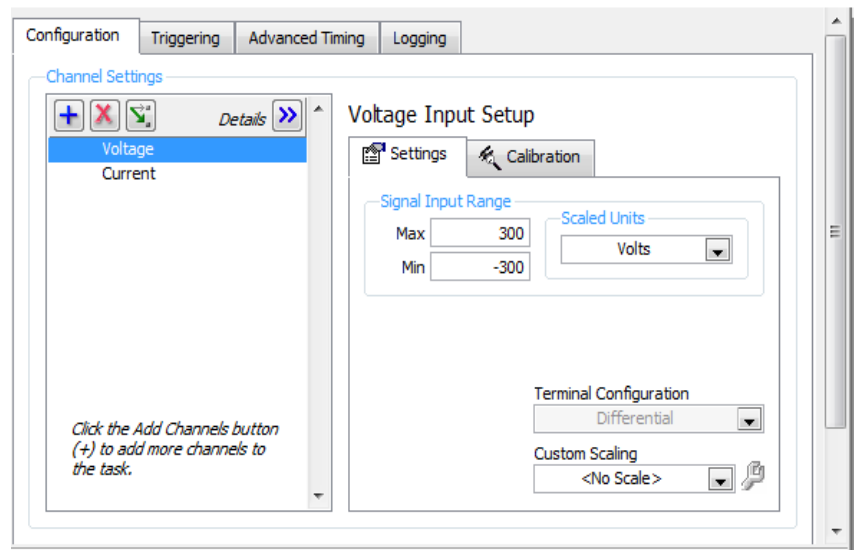 Configuration
Triggering
Advanced Timing
Logging
Channel Settings
Details
Voltage
Current
Click the Add Channels button
(+) to add more channels to
the task.
Voltage Input Setup
Settings
Calibration
Signal Input Range
Max 300
Min -300
Scaled Units
Volts
Terminal Configuration
Differential
Custom Scaling
<No Scale>